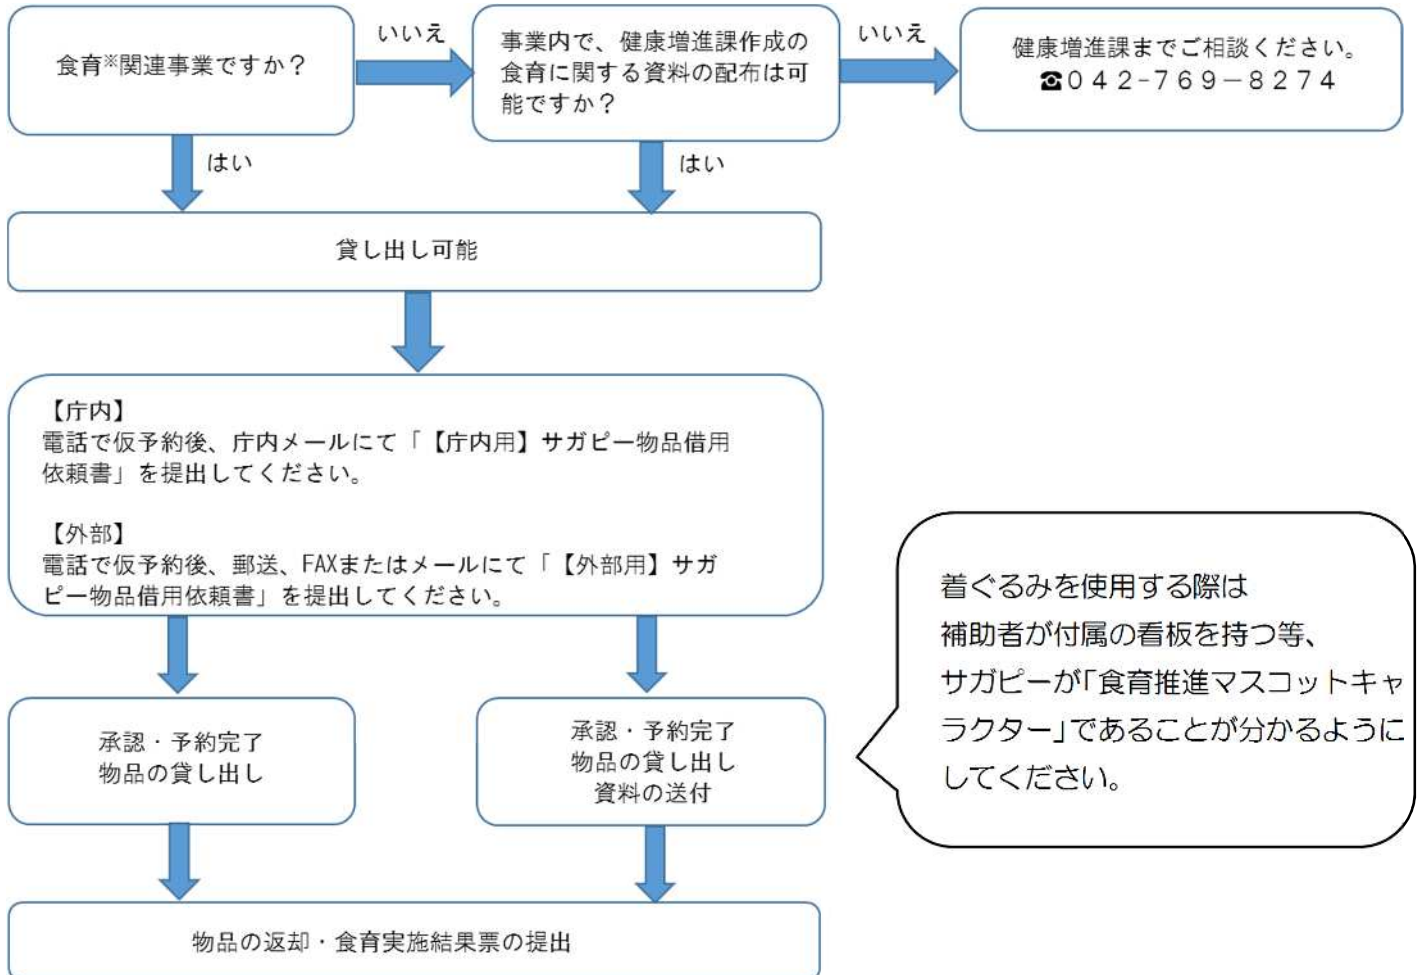 食育※関連事業ですか？
いいえ
事業内で、健康増進課作成の
食育に関する資料の配布は可
能ですか？
いいえ
健康増進課までご相談ください。
☎０４２-７６９－８２７４
はい
はい
貸し出し可能
【庁内】
電話で仮予約後、庁内メールにて「【庁内用】サガピー物品借用
依頼書」を提出してください。
【外部】
電話で仮予約後、郵送、FAXまたはメールにて「【外部用】サガ
ピー物品借用依頼書」を提出してください。
承認・予約完了
物品の貸し出し
承認・予約完了
物品の貸し出し
資料の送付
着ぐるみを使用する際は
補助者が付属の看板を持つ等、
サガピーが「食育推進マスコットキャ
ラクター」であることが分かるように
してください。
物品の返却・食育実施結果票の提出